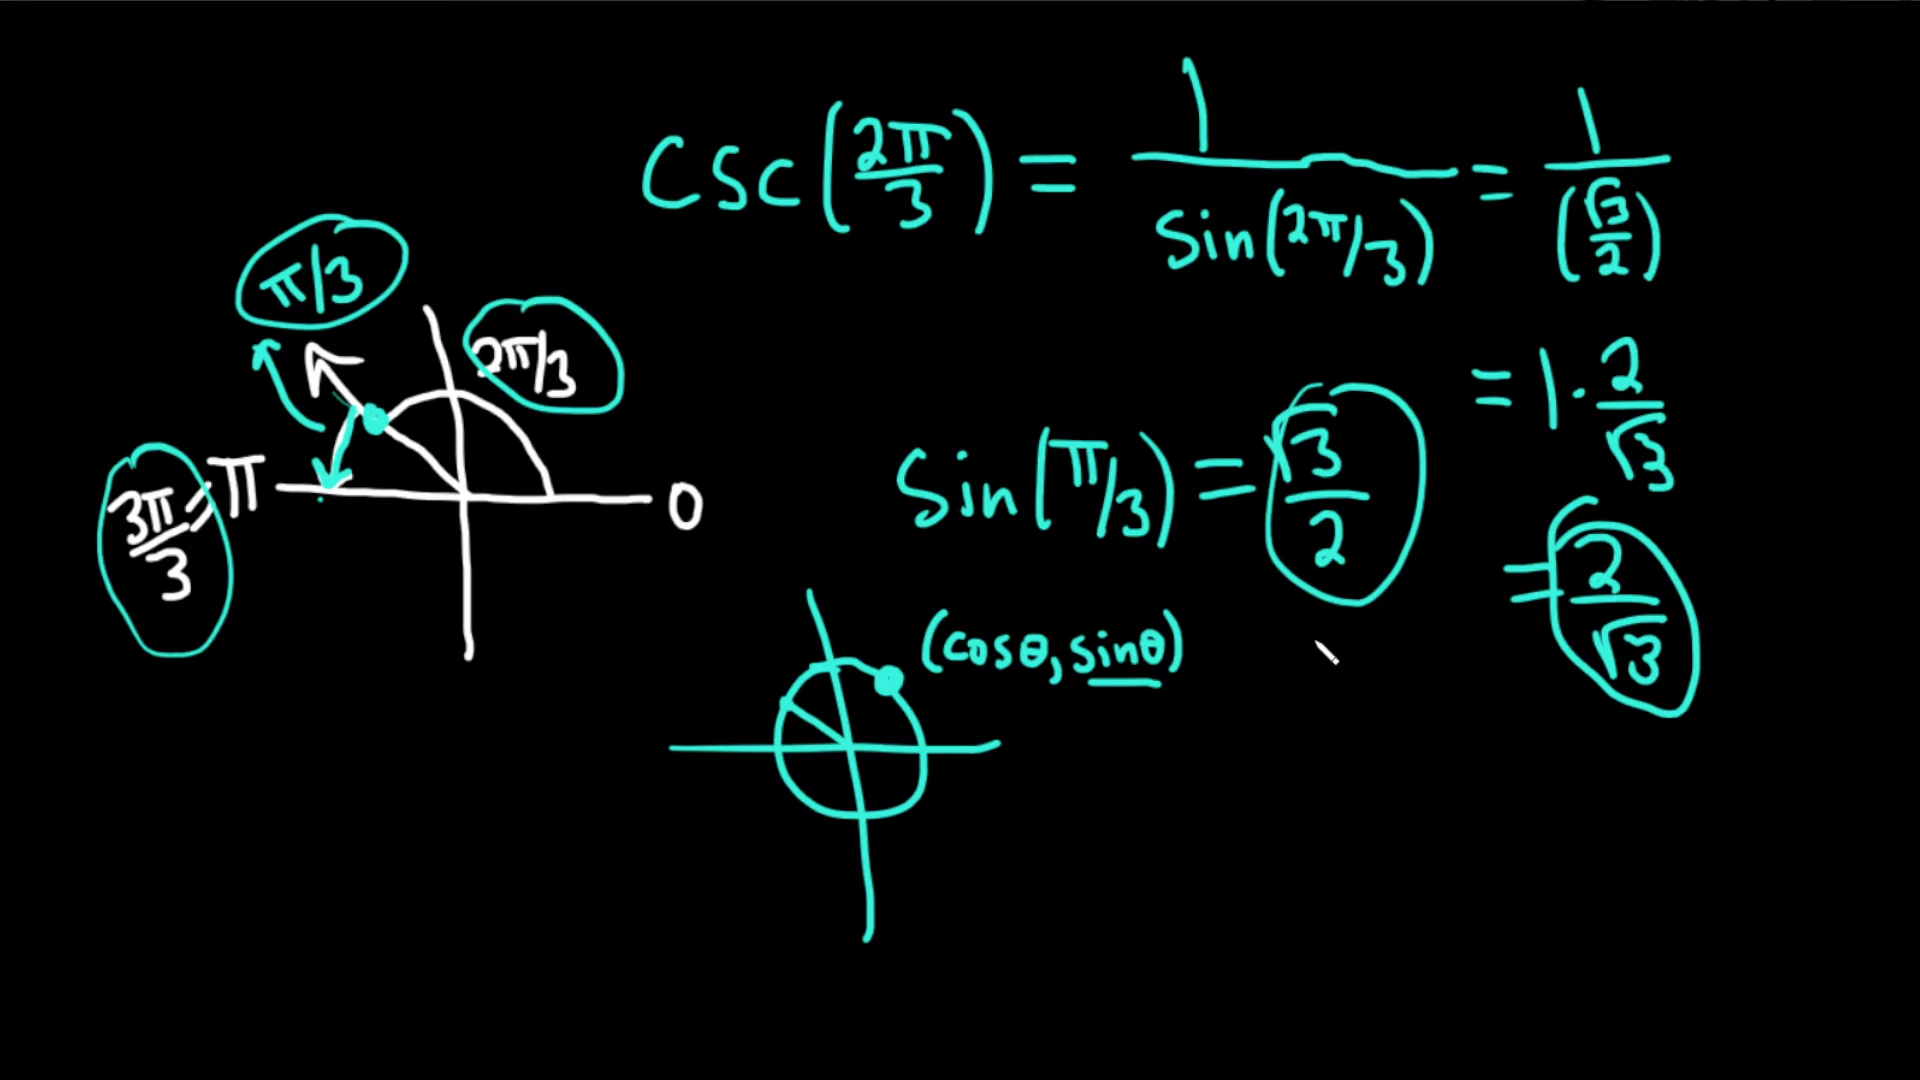 csc(2π/3) = 1/sin(2π/3) = 1/(√3/2)
= 1 · 2/√3
= 2/√3
π/3
2π/3
3π/3 = π
0
sin(π/3) = √3/2
(cosθ, sinθ)